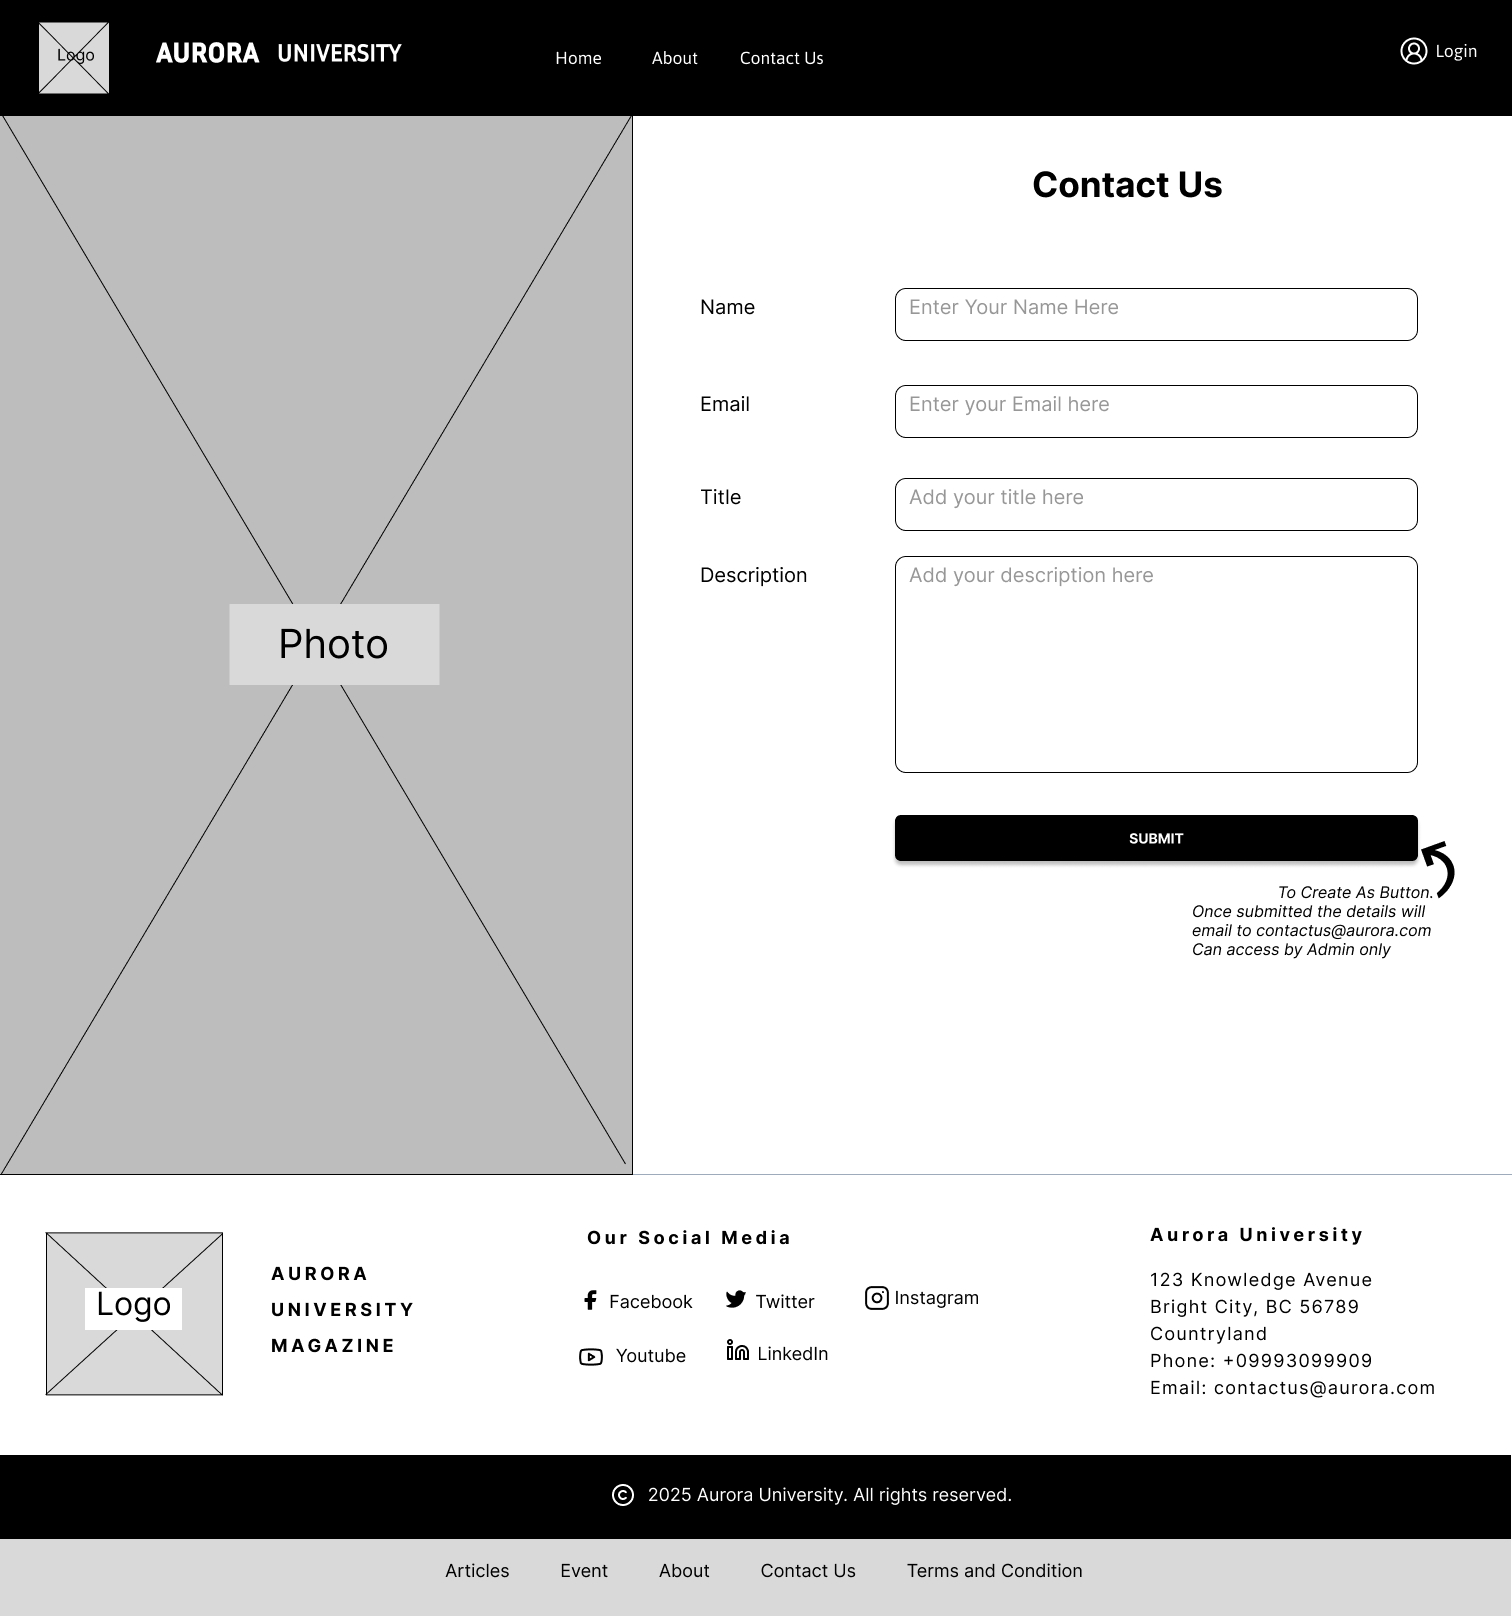 Logo
AURORA UNIVERSITY
Home About Contact Us
Login
Photo
Contact Us
Name
Enter Your Name Here
Email
Enter your Email here
Title
Add your title here
Description
Add your description here
SUBMIT
To Create As Button.
Once submitted the details will
email to contactus@aurora.com
Can access by Admin only
Logo
AURORA
UNIVERSITY
MAGAZINE
Our Social Media
Facebook Twitter Instagram
Youtube LinkedIn
Aurora University
123 Knowledge Avenue
Bright City, BC 56789
Countryland
Phone: +09993099909
Email: contactus@aurora.com
© 2025 Aurora University. All rights reserved.
Articles Event About Contact Us Terms and Condition